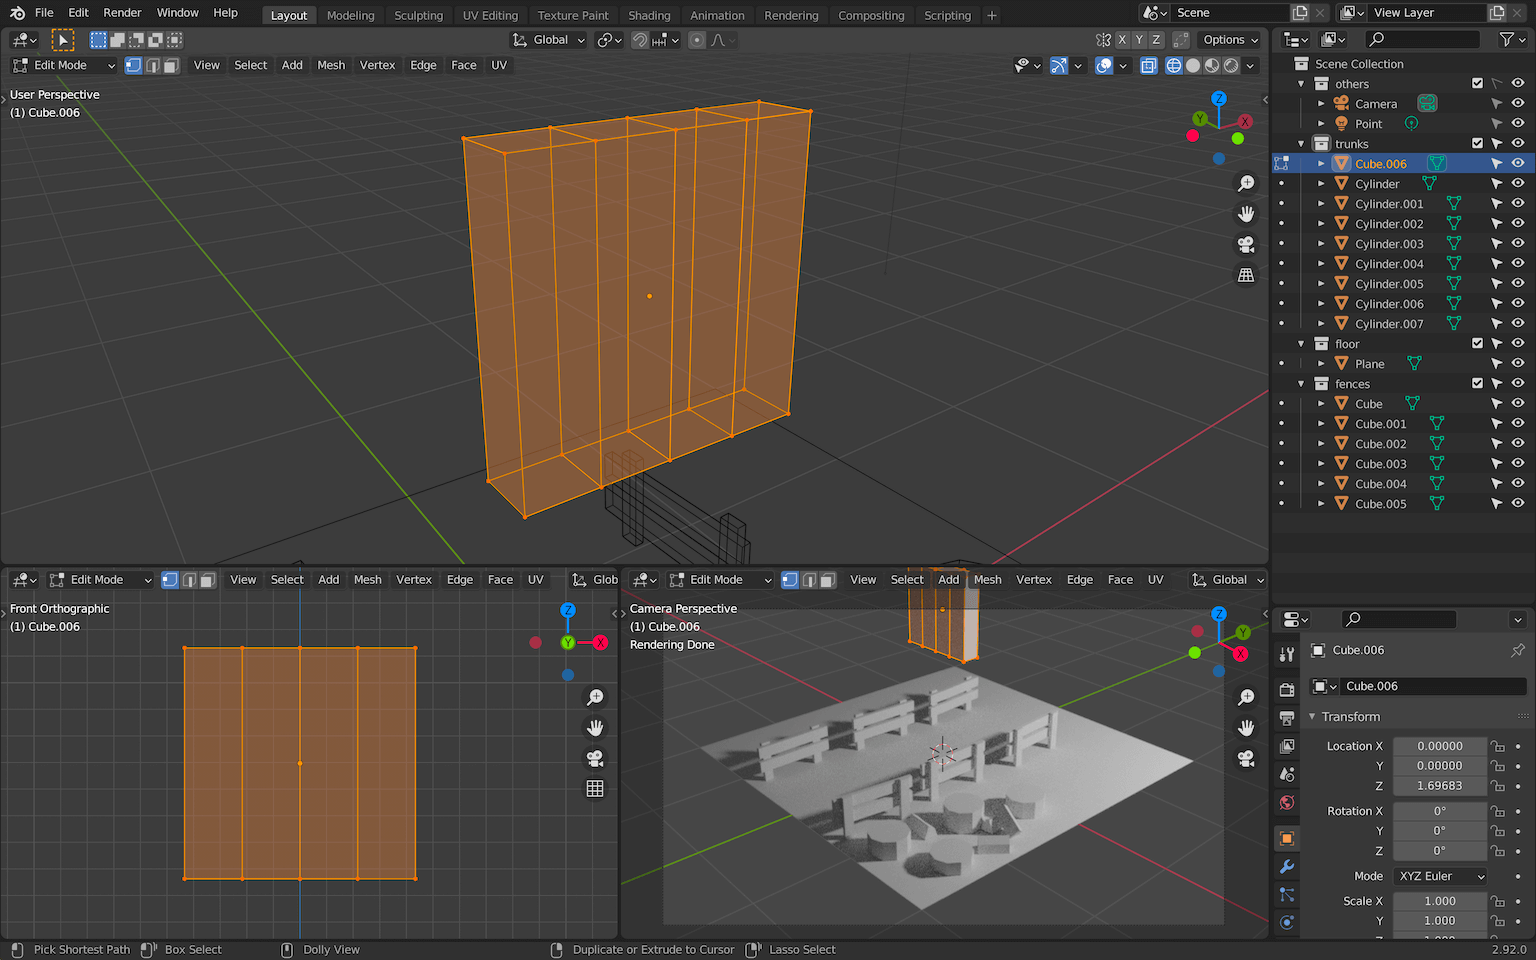 File Edit Render Window Help
Layout Modeling Sculpting UV Editing Texture Paint Shading Animation Rendering Compositing Scripting +
Scene
View Layer
Global
X Y Z
Options
Edit Mode
View Select Add Mesh Vertex Edge Face UV
User Perspective
(1) Cube.006
Z
Y
X
Scene Collection
others
Camera
Point
trunks
Cube.006
Cylinder
Cylinder.001
Cylinder.002
Cylinder.003
Cylinder.004
Cylinder.005
Cylinder.006
Cylinder.007
floor
Plane
fences
Cube
Cube.001
Cube.002
Cube.003
Cube.004
Cube.005
Edit Mode
View Select Add Mesh Vertex Edge Face UV
Glob
Front Orthographic
(1) Cube.006
Z
Y
X
Edit Mode
View Select Add Mesh Vertex Edge Face UV
Global
Camera Perspective
(1) Cube.006
Rendering Done
Z
Y
X
Cube.006
Cube.006
Transform
Location X 0.00000
Y 0.00000
Z 1.69683
Rotation X 0°
Y 0°
Z 0°
Mode XYZ Euler
Scale X 1.000
Y 1.000
Pick Shortest Path
Box Select
Dolly View
Duplicate or Extrude to Cursor
Lasso Select
2.92.0